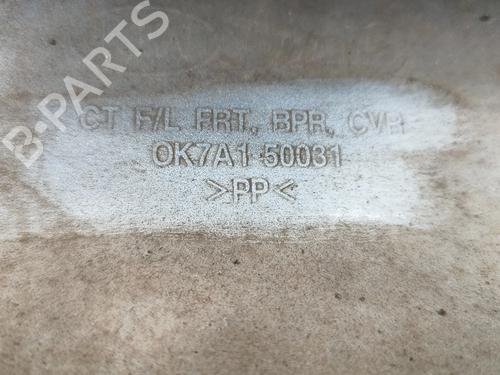 B-PARTS
CT F/L FRT, BPR, CVR
OK7A1 50031
>PP<